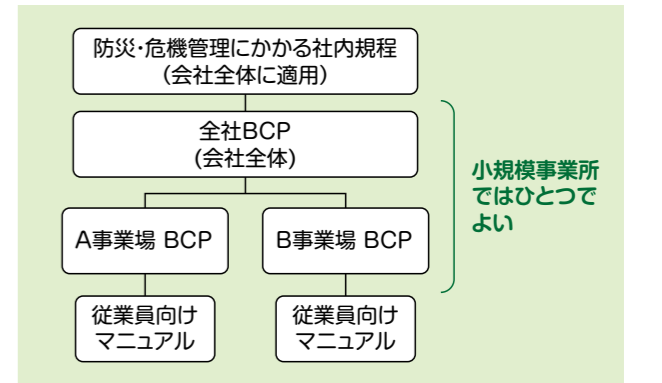 防災・危機管理にかかる社内規程
（会社全体に適用）
全社BCP
(会社全体)
小規模事業所
ではひとつで
よい
A事業場 BCP
B事業場 BCP
従業員向け
マニュアル
従業員向け
マニュアル